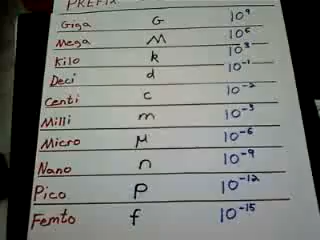 PREFIX
Giga G 10⁹
Mega M 10⁶
Kilo k 10³
Deci d 10⁻¹
Centi c 10⁻²
Milli m 10⁻³
Micro μ 10⁻⁶
Nano n 10⁻⁹
Pico p 10⁻¹²
Femto f 10⁻¹⁵